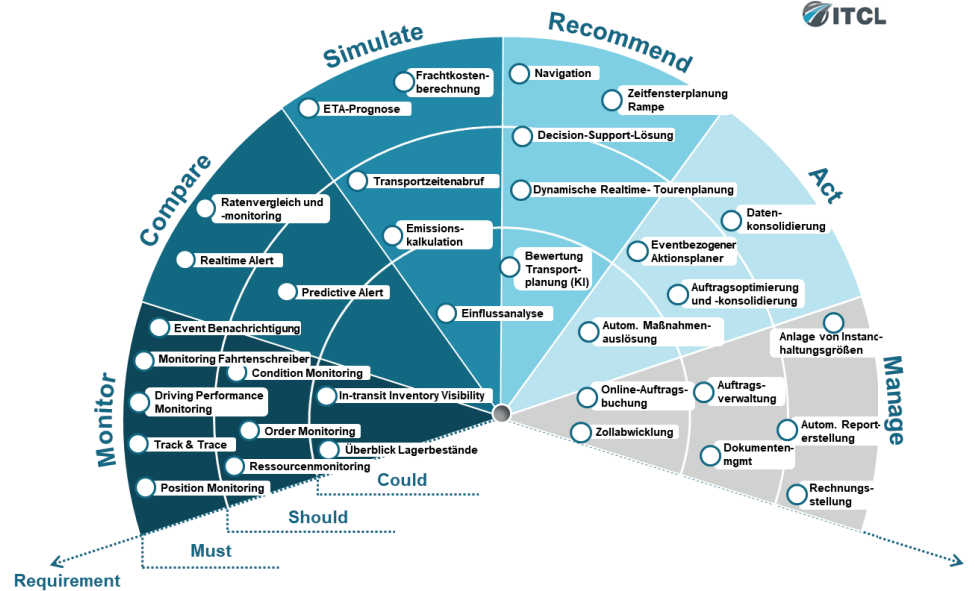 ITCL
Simulate
Recommend
Compare
Act
Monitor
Manage
Frachtkosten-
berechnung
ETA-Prognose
Transportzeitenabruf
Emissions-
kalkulation
Einflussanalyse
Navigation
Zeitfensterplanung
Rampe
Decision-Support-Lösung
Dynamische Realtime- Tourenplanung
Bewertung
Transport-
planung (KI)
Ratenvergleich und
-monitoring
Realtime Alert
Predictive Alert
Daten-
konsolidierung
Eventbezogener
Aktionsplaner
Auftragsoptimierung
und -konsolidierung
Autom. Maßnahmen-
auslösung
Event Benachrichtigung
Monitoring Fahrtenschreiber
Condition Monitoring
Driving Performance
Monitoring
In-transit Inventory Visibility
Track & Trace
Order Monitoring
Überblick Lagerbestände
Ressourcenmonitoring
Position Monitoring
Anlage von Instanc-
haltungsgrößen
Online-Auftrags-
buchung
Auftrags-
verwaltung
Zollabwicklung
Autom. Report-
erstellung
Dokumenten-
mgmt
Rechnungs-
stellung
Could
Should
Must
Requirement